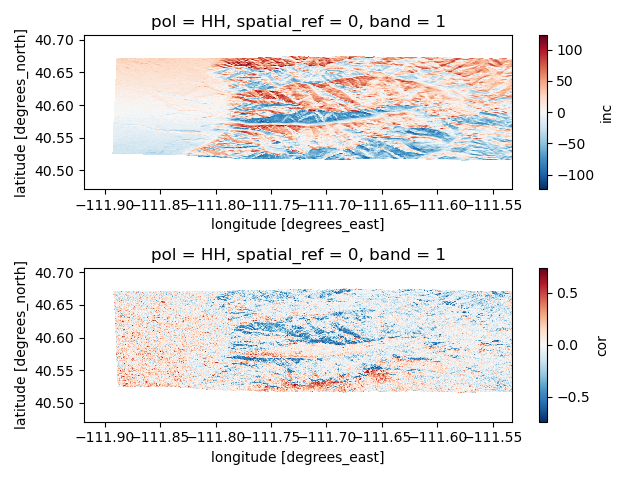 pol = HH, spatial_ref = 0, band = 1
40.70
40.65
40.60
40.55
40.50
latitude [degrees_north]
−111.90 −111.85 −111.80 −111.75 −111.70 −111.65 −111.60 −111.55
longitude [degrees_east]
100
50
0
−50
−100
inc
pol = HH, spatial_ref = 0, band = 1
40.70
40.65
40.60
40.55
40.50
latitude [degrees_north]
−111.90 −111.85 −111.80 −111.75 −111.70 −111.65 −111.60 −111.55
longitude [degrees_east]
0.5
0.0
−0.5
cor